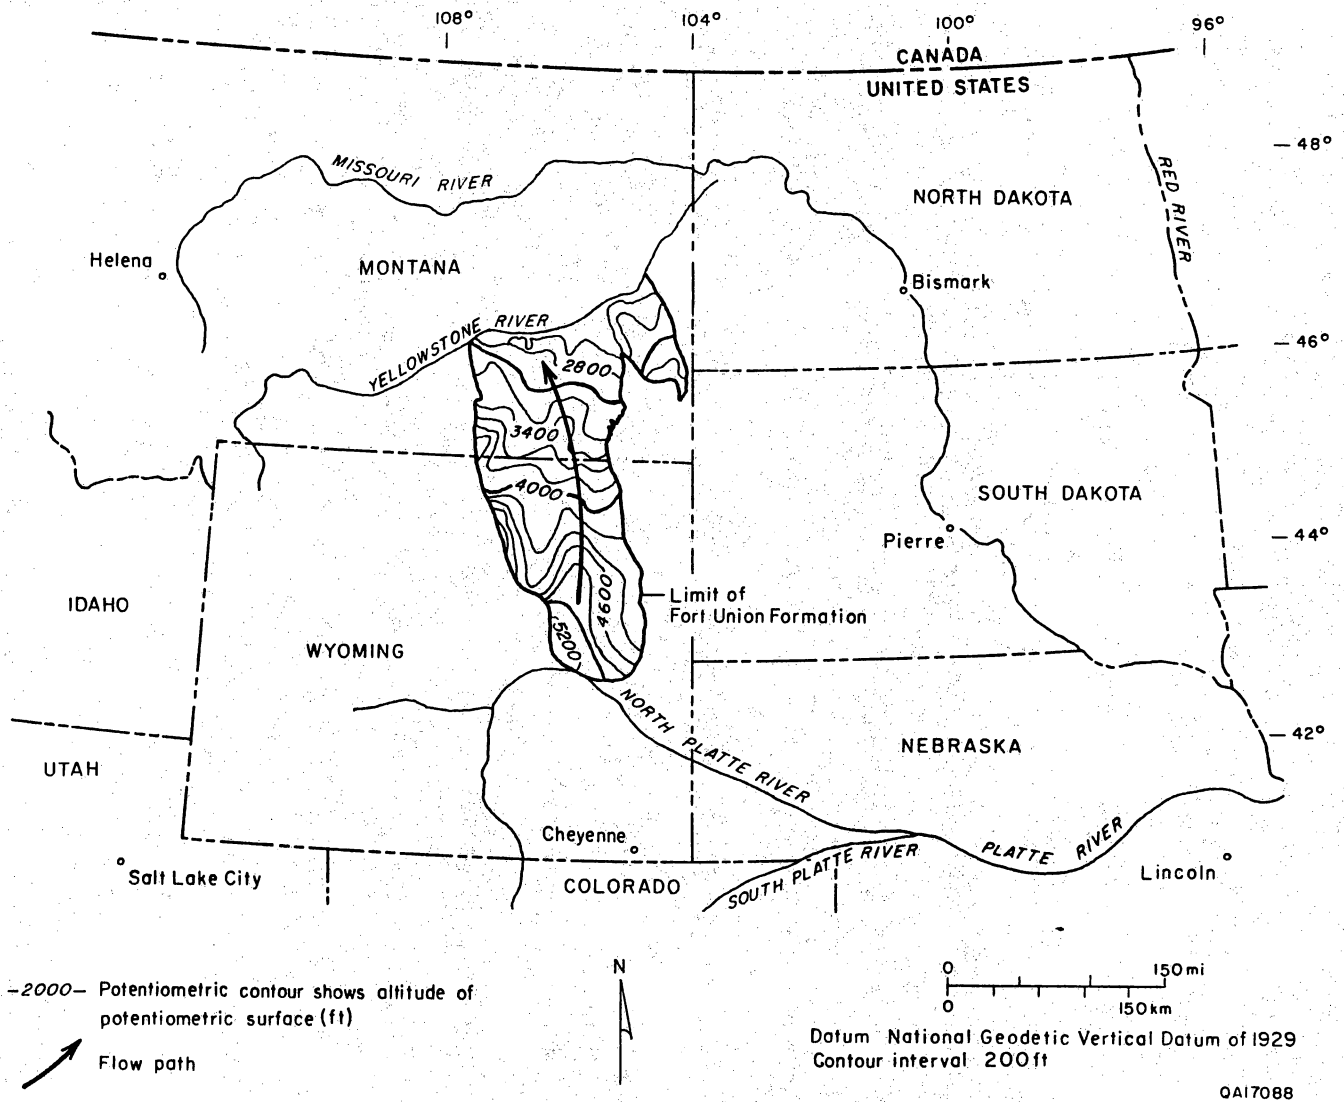 108° 104° 100° 96°
CANADA
UNITED STATES
48°
MISSOURI RIVER
RED RIVER
NORTH DAKOTA
Helena
MONTANA
Bismark
YELLOWSTONE RIVER
46°
2800
3400
4000
SOUTH DAKOTA
44°
Pierre
4600
Limit of
Fort Union Formation
IDAHO
5200
WYOMING
NORTH PLATTE RIVER
42°
NEBRASKA
UTAH
Cheyenne
SOUTH PLATTE RIVER
PLATTE RIVER
Salt Lake City
COLORADO
Lincoln
N
0 150 mi
0 150 km
-2000- Potentiometric contour shows altitude of
potentiometric surface (ft)
Flow path
Datum National Geodetic Vertical Datum of 1929
Contour interval 200ft
QA17088